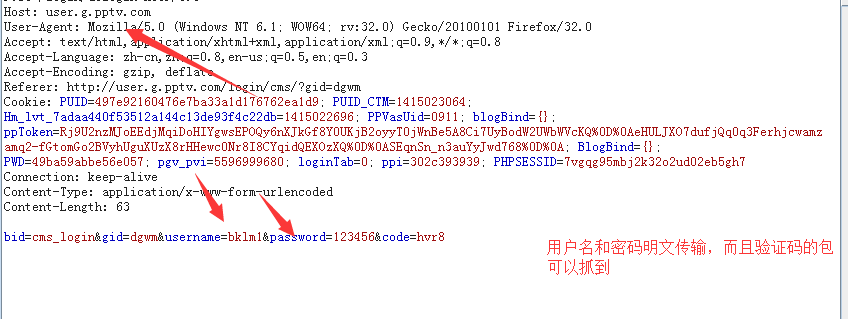 Host: user.g.pptv.com
User-Agent: Mozilla/5.0 (Windows NT 6.1; WOW64; rv:32.0) Gecko/20100101 Firefox/32.0
Accept: text/html,application/xhtml+xml,application/xml;q=0.9,*/*;q=0.8
Accept-Language: zh-cn,zh;q=0.8,en-us;q=0.5,en;q=0.3
Accept-Encoding: gzip, deflate
Referer: http://user.g.pptv.com/login/cms/?gid=dgwm
Cookie: PUID=497e92160476e7ba33a1d176762ea1d9; PUID_CTM=1415023064;
Hm_lvt_7adaa440f53512a144c13de93f4c22db=1415022696; PPVasUid=0911; blogBind={};
ppToken=Rj9U2nzMJoEEdjMqiDoHIYgwsEPOQy6nXJkGf8Y0UKjB2oyyT0jWnBe5A8Ci7UyBodW2UWbWVcKQ%0D%0AeHULJXO7dufjQq0q3Ferhjcwamz
amq2-fGtomGo2BVyhUguXUzX8rHHewc0Nr8I8CYqidQEXOzXQ%0D%0ASEqnSn_n3auYyJwd768%0D%0A; BlogBind={};
PWD=49ba59abbe56e057; pgv_pvi=5596999680; loginTab=0; ppi=302c393939; PHPSESSID=7vgqg95mbj2k32o2ud02eb5gh7
Connection: keep-alive
Content-Type: application/x-www-form-urlencoded
Content-Length: 63
bid=cms_login&gid=dgwm&username=bklm1&password=123456&code=hvr8
用户名和密码明文传输，而且验证码的包
可以抓到